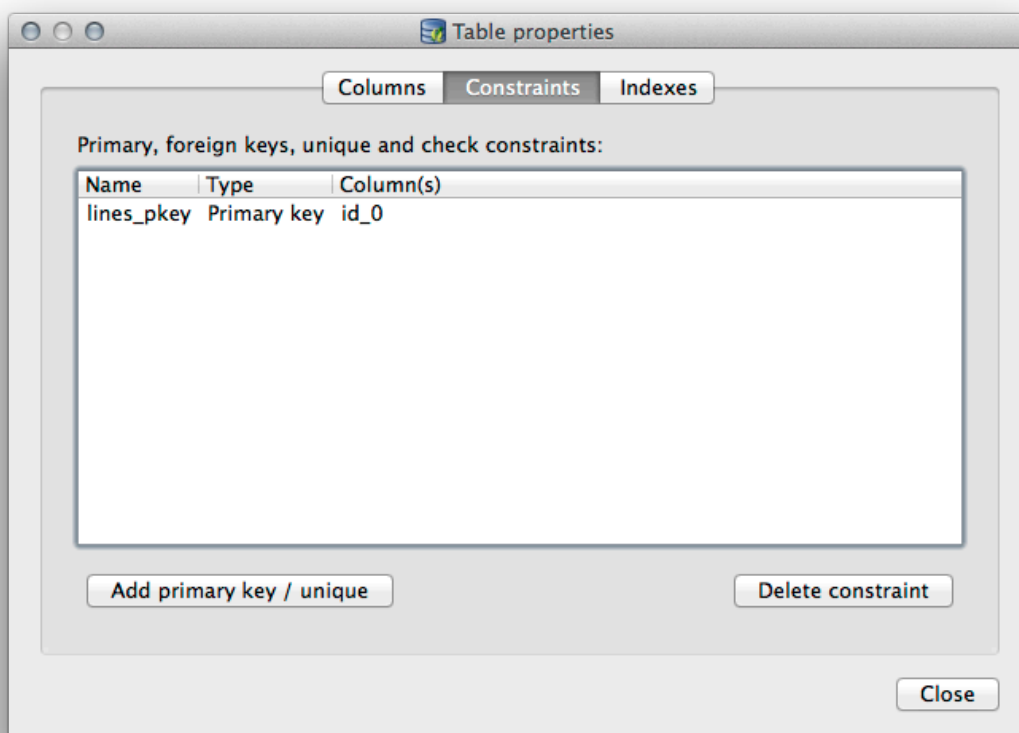 Table properties
Columns Constraints Indexes
Primary, foreign keys, unique and check constraints:
Name Type Column(s)
lines_pkey Primary key id_0
Add primary key / unique Delete constraint
Close